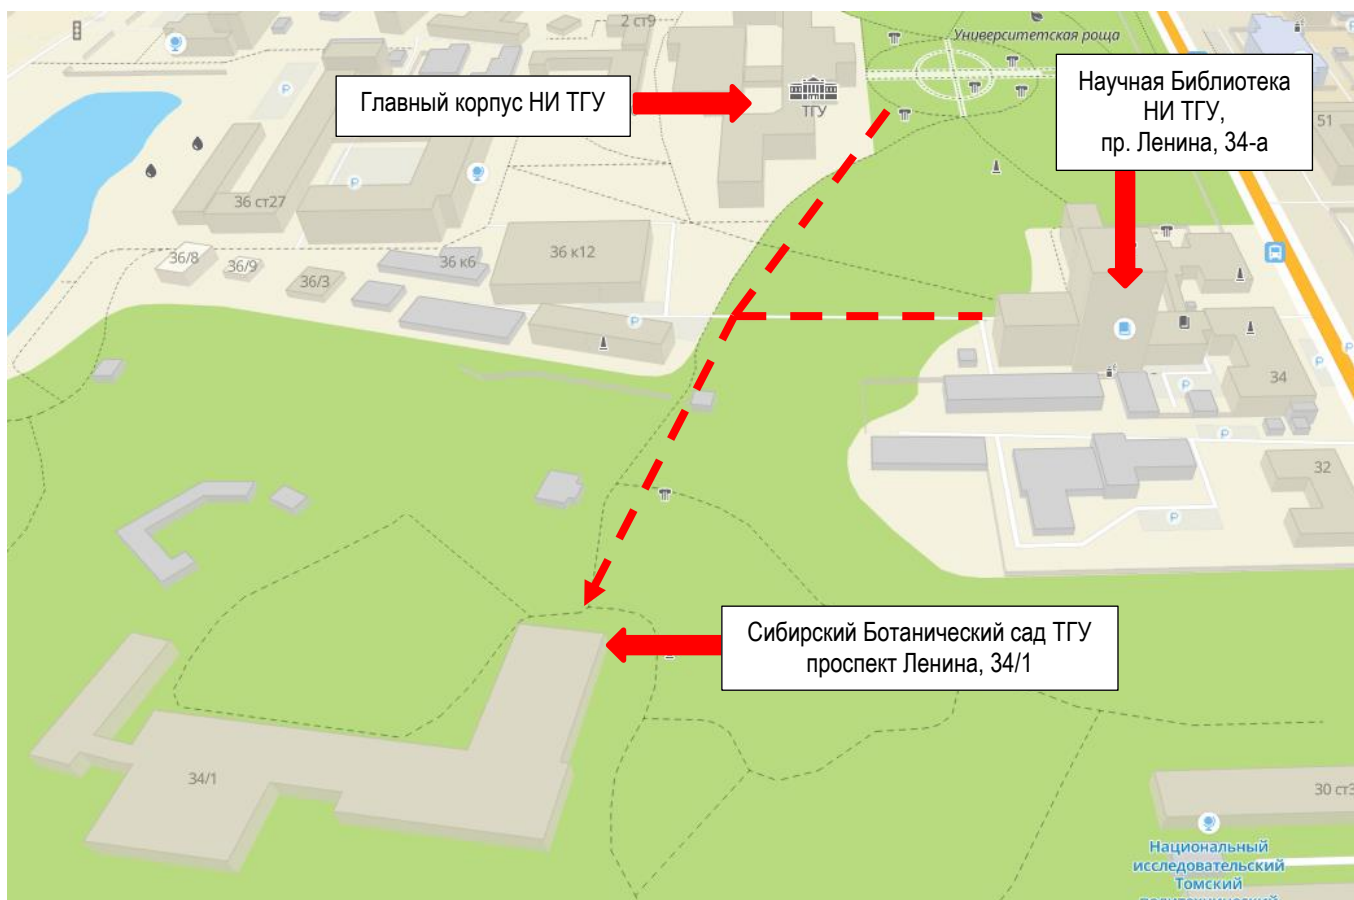 2 ст9
Университетская роща
Главный корпус НИ ТГУ
ТГУ
Научная Библиотека
НИ ТГУ,
пр. Ленина, 34-а
51
P
P
36 ст27
36/8
36/9
36/3
36 к6
36 к12
P
P
P
34
P
P
32
P
Сибирский Ботанический сад ТГУ
проспект Ленина, 34/1
34/1
30 ст3
Национальный
исследовательский
Томский